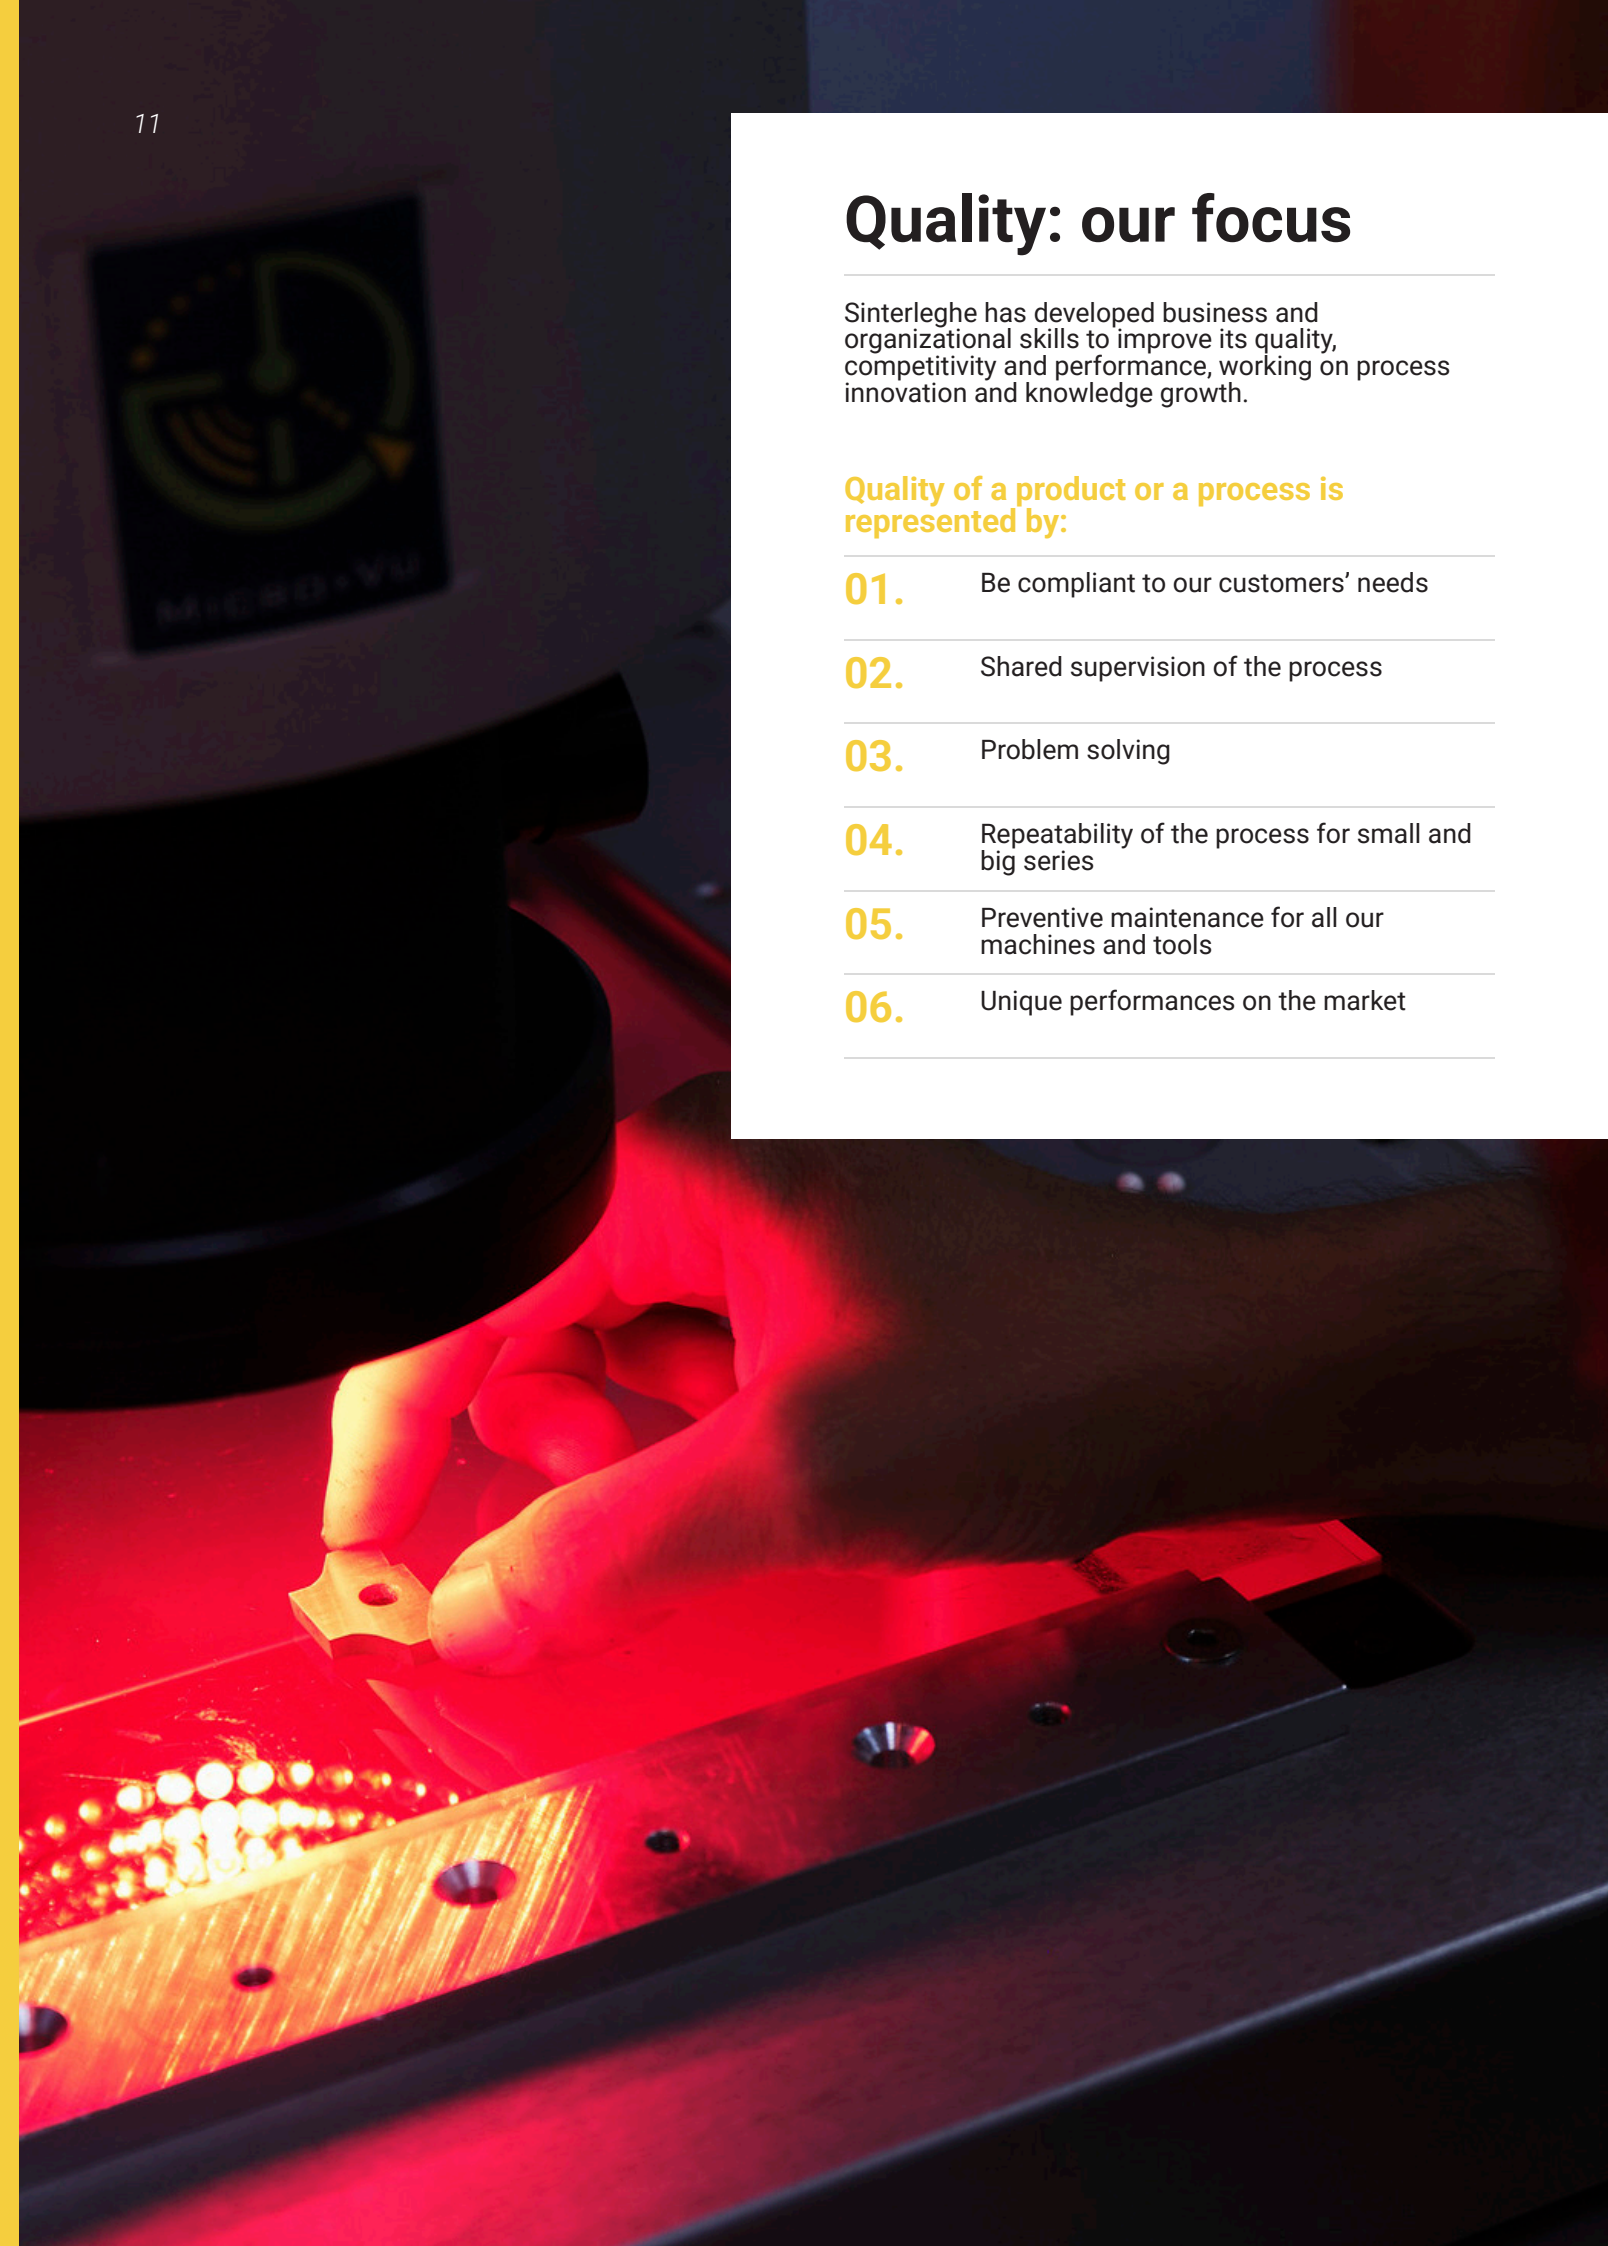 11
Quality: our focus
Sinterleghe has developed business and
organizational skills to improve its quality,
competitivity and performance, working on process
innovation and knowledge growth.
Quality of a product or a process is
represented by:
01. Be compliant to our customers’ needs
02. Shared supervision of the process
03. Problem solving
04. Repeatability of the process for small and
big series
05. Preventive maintenance for all our
machines and tools
06. Unique performances on the market
Micro-Vu